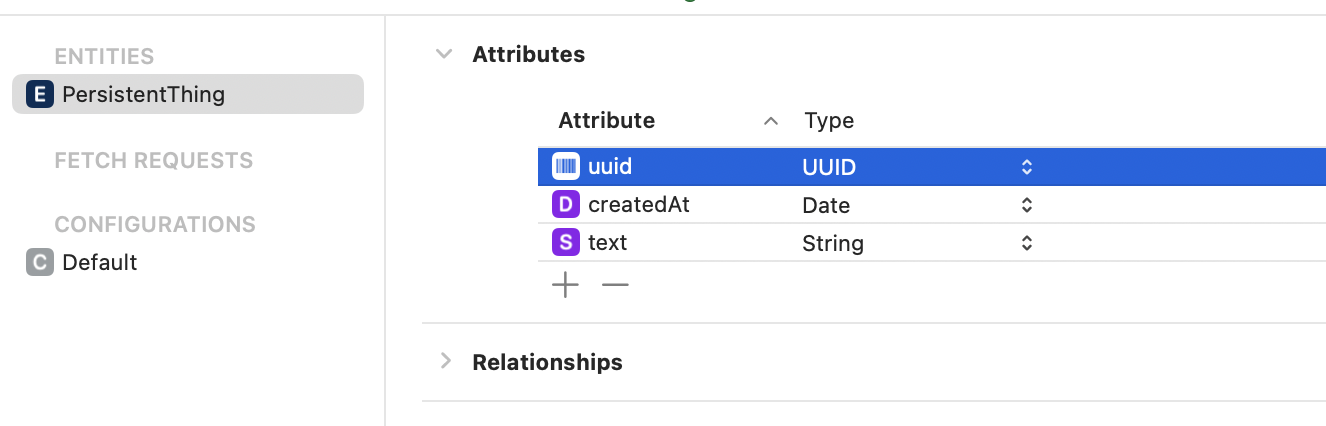 ENTITIES
E PersistentThing
FETCH REQUESTS
CONFIGURATIONS
C Default
Attributes
Attribute Type
uuid UUID
D createdAt Date
S text String
Relationships